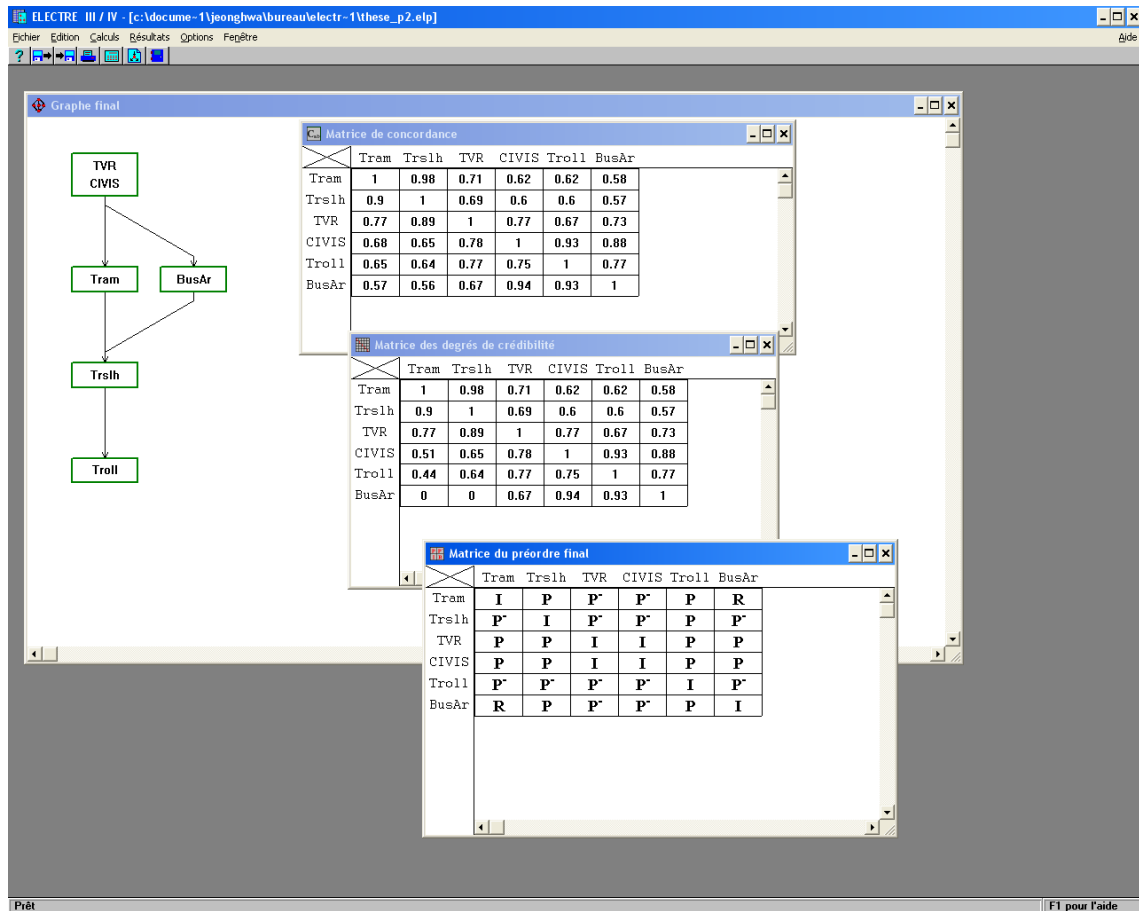 ELECTRE III / IV - [c:\docume~1\jeonghwa\bureau\electr~1\these_p2.elp]
Fichier Edition Calculs Résultats Options Fenêtre Aide
?
Graphe final
TVR
CIVIS
Tram BusAr
Trslh
Troll
Matrice de concordance
Tram Trslh TVR CIVIS Troll BusAr
Tram 1 0.98 0.71 0.62 0.62 0.58
Trslh 0.9 1 0.69 0.6 0.6 0.57
TVR 0.77 0.89 1 0.77 0.67 0.73
CIVIS 0.68 0.65 0.78 1 0.93 0.88
Troll 0.65 0.64 0.77 0.75 1 0.77
BusAr 0.57 0.56 0.67 0.94 0.93 1
Matrice des degrés de crédibilité
Tram Trslh TVR CIVIS Troll BusAr
Tram 1 0.98 0.71 0.62 0.62 0.58
Trslh 0.9 1 0.69 0.6 0.6 0.57
TVR 0.77 0.89 1 0.77 0.67 0.73
CIVIS 0.51 0.65 0.78 1 0.93 0.88
Troll 0.44 0.64 0.77 0.75 1 0.77
BusAr 0 0 0.67 0.94 0.93 1
Matrice du préordre final
Tram Trslh TVR CIVIS Troll BusAr
Tram I P P⁻ P⁻ P R
Trslh P⁻ I P⁻ P⁻ P P⁻
TVR P P I I P P
CIVIS P P I I P P
Troll P⁻ P⁻ P⁻ P⁻ I P⁻
BusAr R P P⁻ P⁻ P I
Prêt F1 pour l'aide